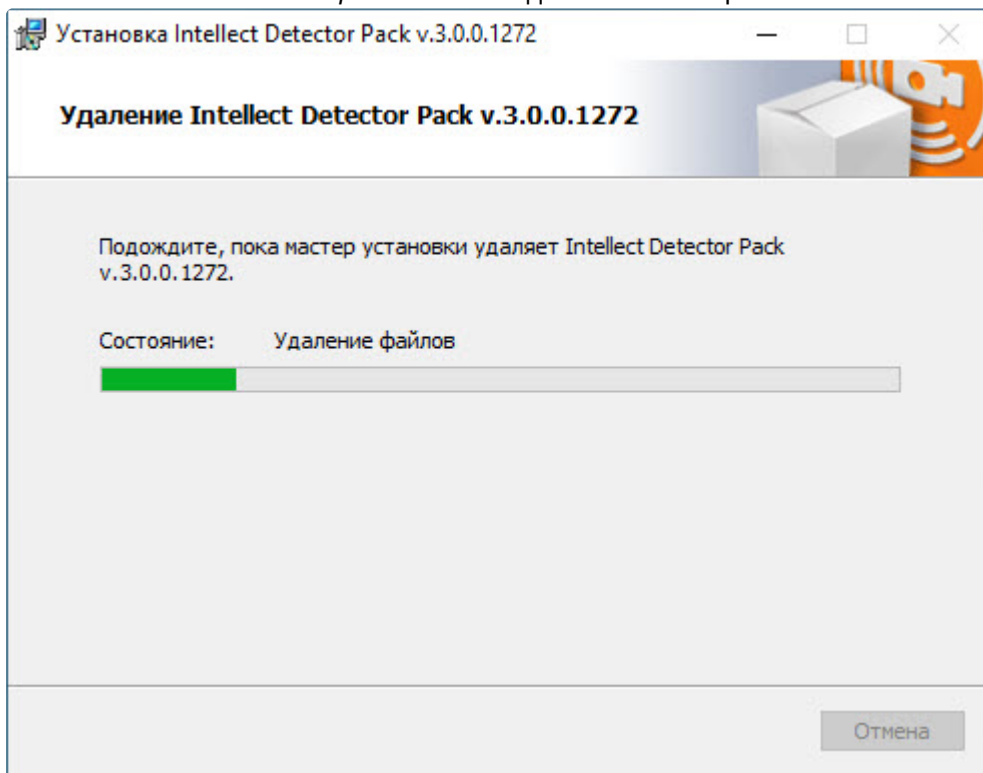 Установка Intellect Detector Pack v.3.0.0.1272
Удаление Intellect Detector Pack v.3.0.0.1272
Подождите, пока мастер установки удаляет Intellect Detector Pack
v.3.0.0.1272.
Состояние: Удаление файлов
Отмена